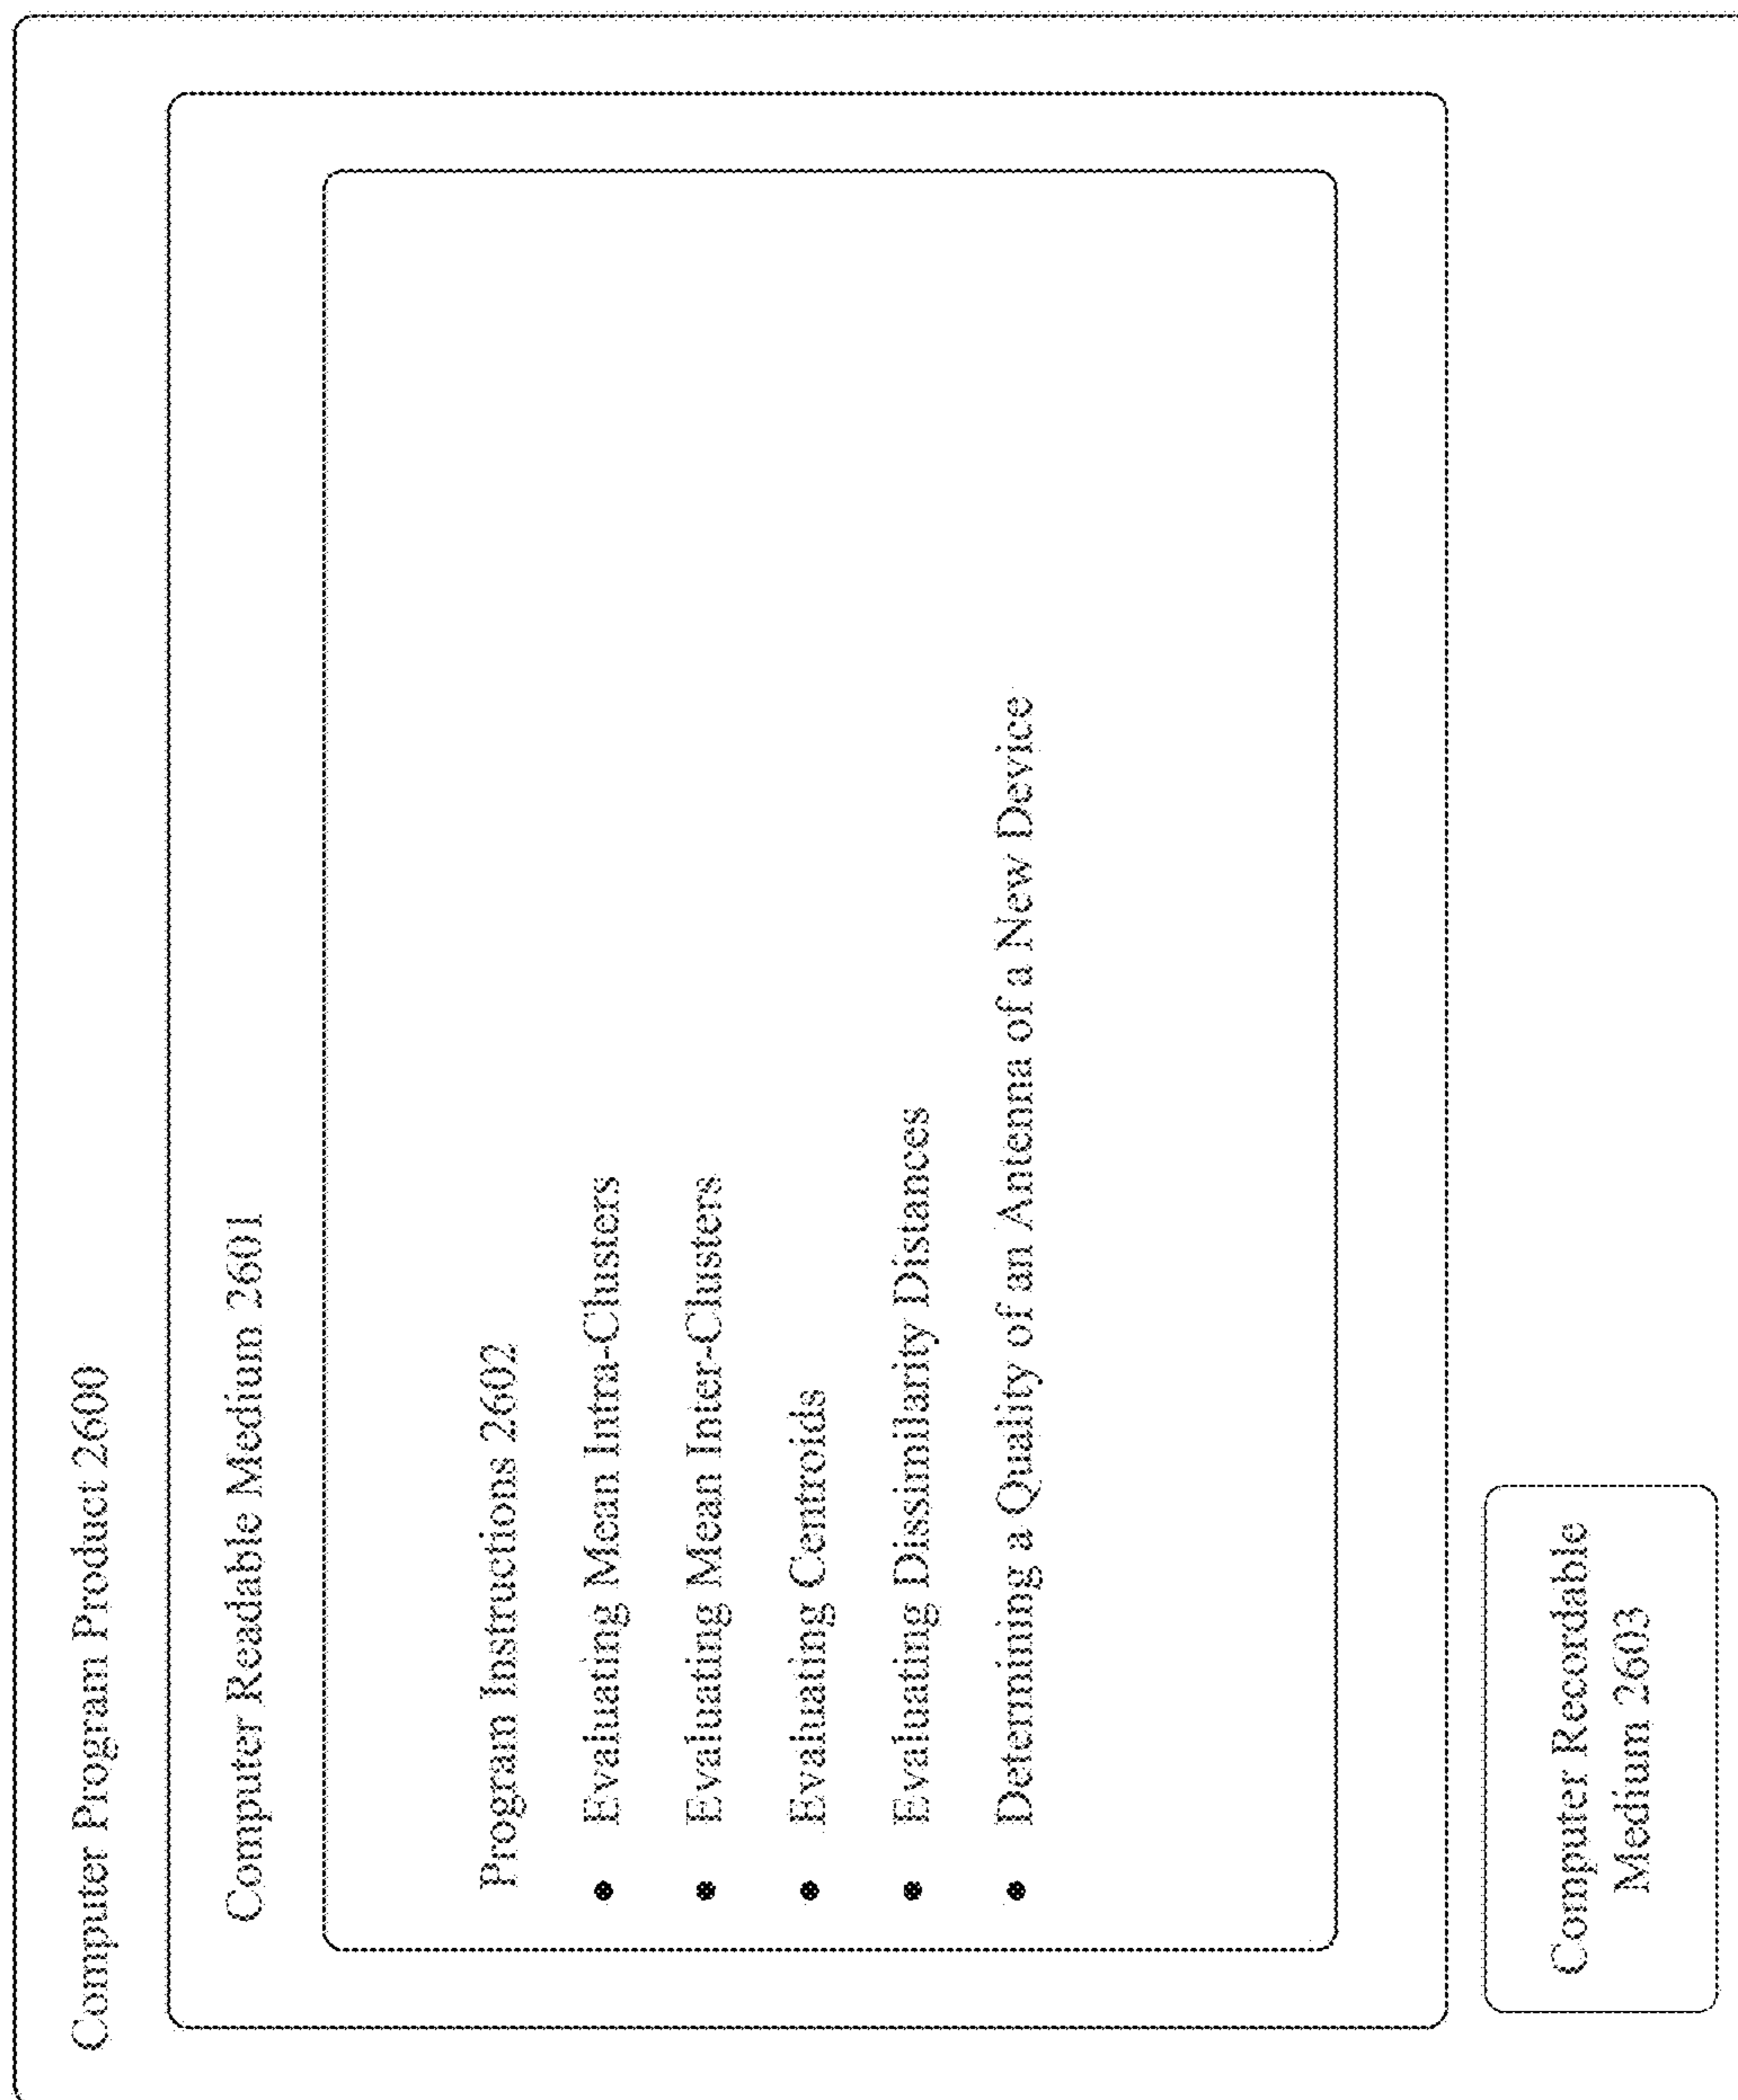 Computer Program Product 2600
Computer Readable Medium 2601
Program Instructions 2602
● Evaluating Mean Intra-Clusters
● Evaluating Mean Inter-Clusters
● Evaluating Centroids
● Evaluating Dissimilarity Distances
● Determining a Quality of an Antenna of a New Device
Computer Recordable
Medium 2603